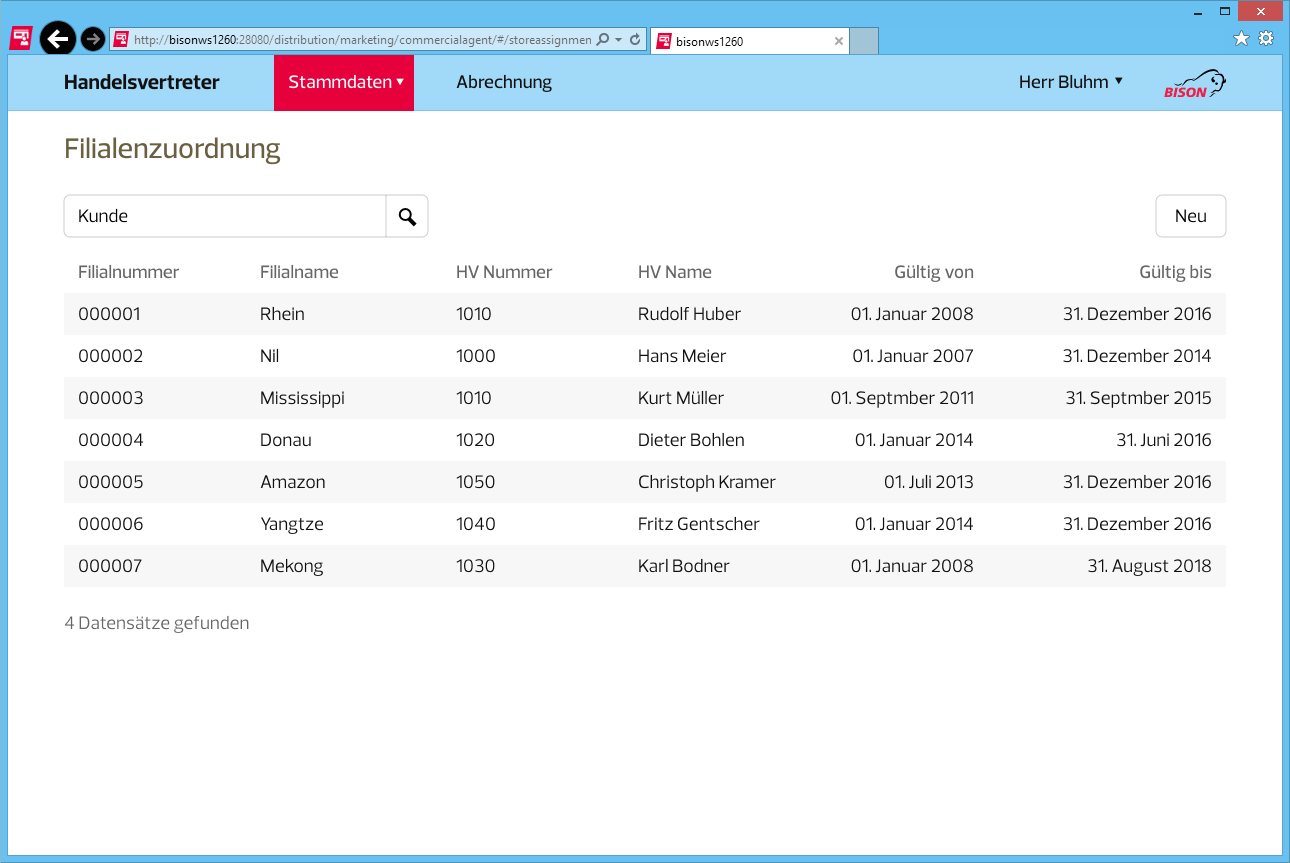 http://bisonws1260:28080/distribution/marketing/commercialagent/#/storeassignmen
bisonws1260
Handelsvertreter Stammdaten Abrechnung Herr Bluhm BISON
Filialenzuordnung
Kunde Neu
Filialnummer Filialname HV Nummer HV Name Gültig von Gültig bis
000001 Rhein 1010 Rudolf Huber 01. Januar 2008 31. Dezember 2016
000002 Nil 1000 Hans Meier 01. Januar 2007 31. Dezember 2014
000003 Mississippi 1010 Kurt Müller 01. Septmber 2011 31. Septmber 2015
000004 Donau 1020 Dieter Bohlen 01. Januar 2014 31. Juni 2016
000005 Amazon 1050 Christoph Kramer 01. Juli 2013 31. Dezember 2016
000006 Yangtze 1040 Fritz Gentscher 01. Januar 2014 31. Dezember 2016
000007 Mekong 1030 Karl Bodner 01. Januar 2008 31. August 2018
4 Datensätze gefunden